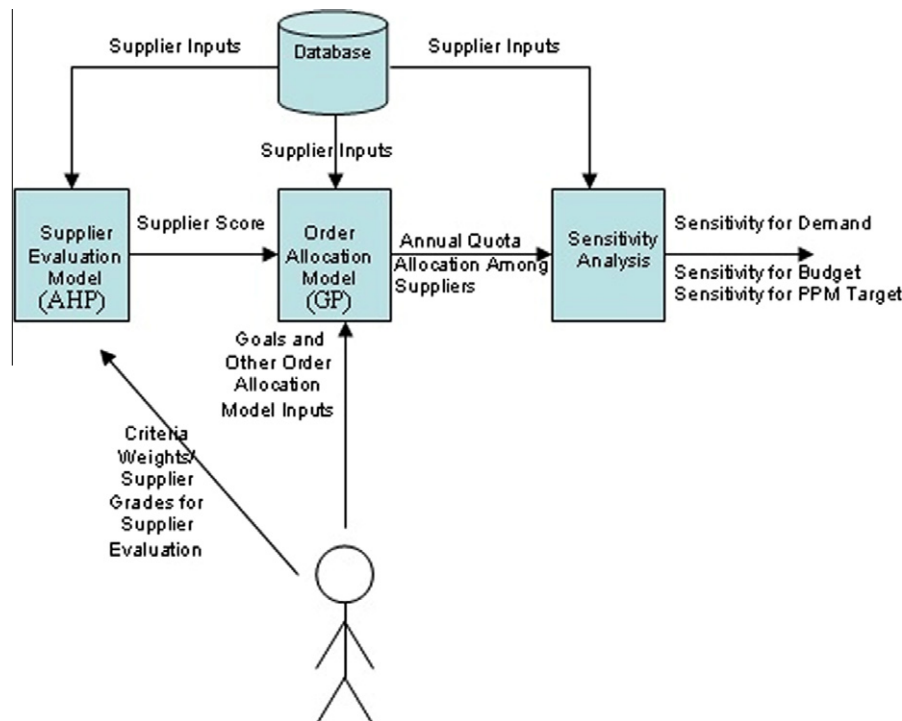 Supplier Inputs
Database
Supplier Inputs
Supplier Inputs
Supplier
Evaluation
Model
(AHP)
Supplier Score
Order
Allocation
Model
(GP)
Annual Quota
Allocation Among
Suppliers
Sensitivity
Analysis
Sensitivity for Demand
Sensitivity for Budget
Sensitivity for PPM Target
Goals and
Other Order
Allocation
Model Inputs
Criteria
Weights/
Supplier
Grades for
Supplier
Evaluation